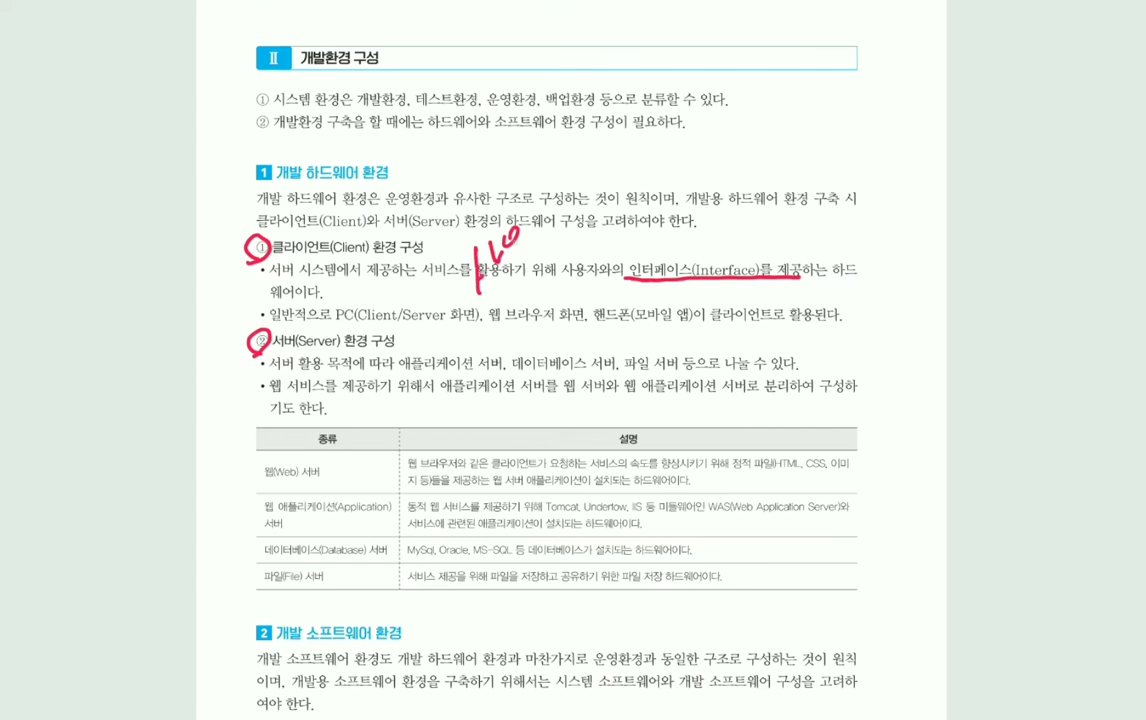 Ⅱ 개발환경 구성
① 시스템 환경은 개발환경, 테스트환경, 운영환경, 백업환경 등으로 분류할 수 있다.
② 개발환경 구축을 할 때에는 하드웨어와 소프트웨어 환경 구성이 필요하다.
1 개발 하드웨어 환경
개발 하드웨어 환경은 운영환경과 유사한 구조로 구성하는 것이 원칙이며, 개발용 하드웨어 환경 구축 시
클라이언트(Client)와 서버(Server) 환경의 하드웨어 구성을 고려하여야 한다.
① 클라이언트(Client) 환경 구성
• 서버 시스템에서 제공하는 서비스를 활용하기 위해 사용자와의 인터페이스(Interface)를 제공하는 하드
웨어이다.
• 일반적으로 PC(Client/Server 화면), 웹 브라우저 화면, 핸드폰(모바일 앱)이 클라이언트로 활용된다.
② 서버(Server) 환경 구성
• 서버 활용 목적에 따라 애플리케이션 서버, 데이터베이스 서버, 파일 서버 등으로 나눌 수 있다.
• 웹 서비스를 제공하기 위해서 애플리케이션 서버를 웹 서버와 웹 애플리케이션 서버로 분리하여 구성하
기도 한다.
종류 설명
웹(Web) 서버
웹 브라우저와 같은 클라이언트가 요청하는 서비스의 속도를 향상시키기 위해 정적 파일(HTML, CSS, 이미
지 등)들을 제공하는 웹 서버 애플리케이션이 설치되는 하드웨어이다.
웹 애플리케이션(Application)
서버
동적 웹 서비스를 제공하기 위해 Tomcat, Undertow, IIS 등 미들웨어인 WAS(Web Application Server)와
서비스에 관련된 애플리케이션이 설치되는 하드웨어이다.
데이터베이스(Database) 서버 MySql, Oracle, MS-SQL 등 데이터베이스가 설치되는 하드웨어이다.
파일(File) 서버 서비스 제공을 위해 파일을 저장하고 공유하기 위한 파일 저장 하드웨어이다.
2 개발 소프트웨어 환경
개발 소프트웨어 환경도 개발 하드웨어 환경과 마찬가지로 운영환경과 동일한 구조로 구성하는 것이 원칙
이며, 개발용 소프트웨어 환경을 구축하기 위해서는 시스템 소프트웨어와 개발 소프트웨어 구성을 고려하
여야 한다.